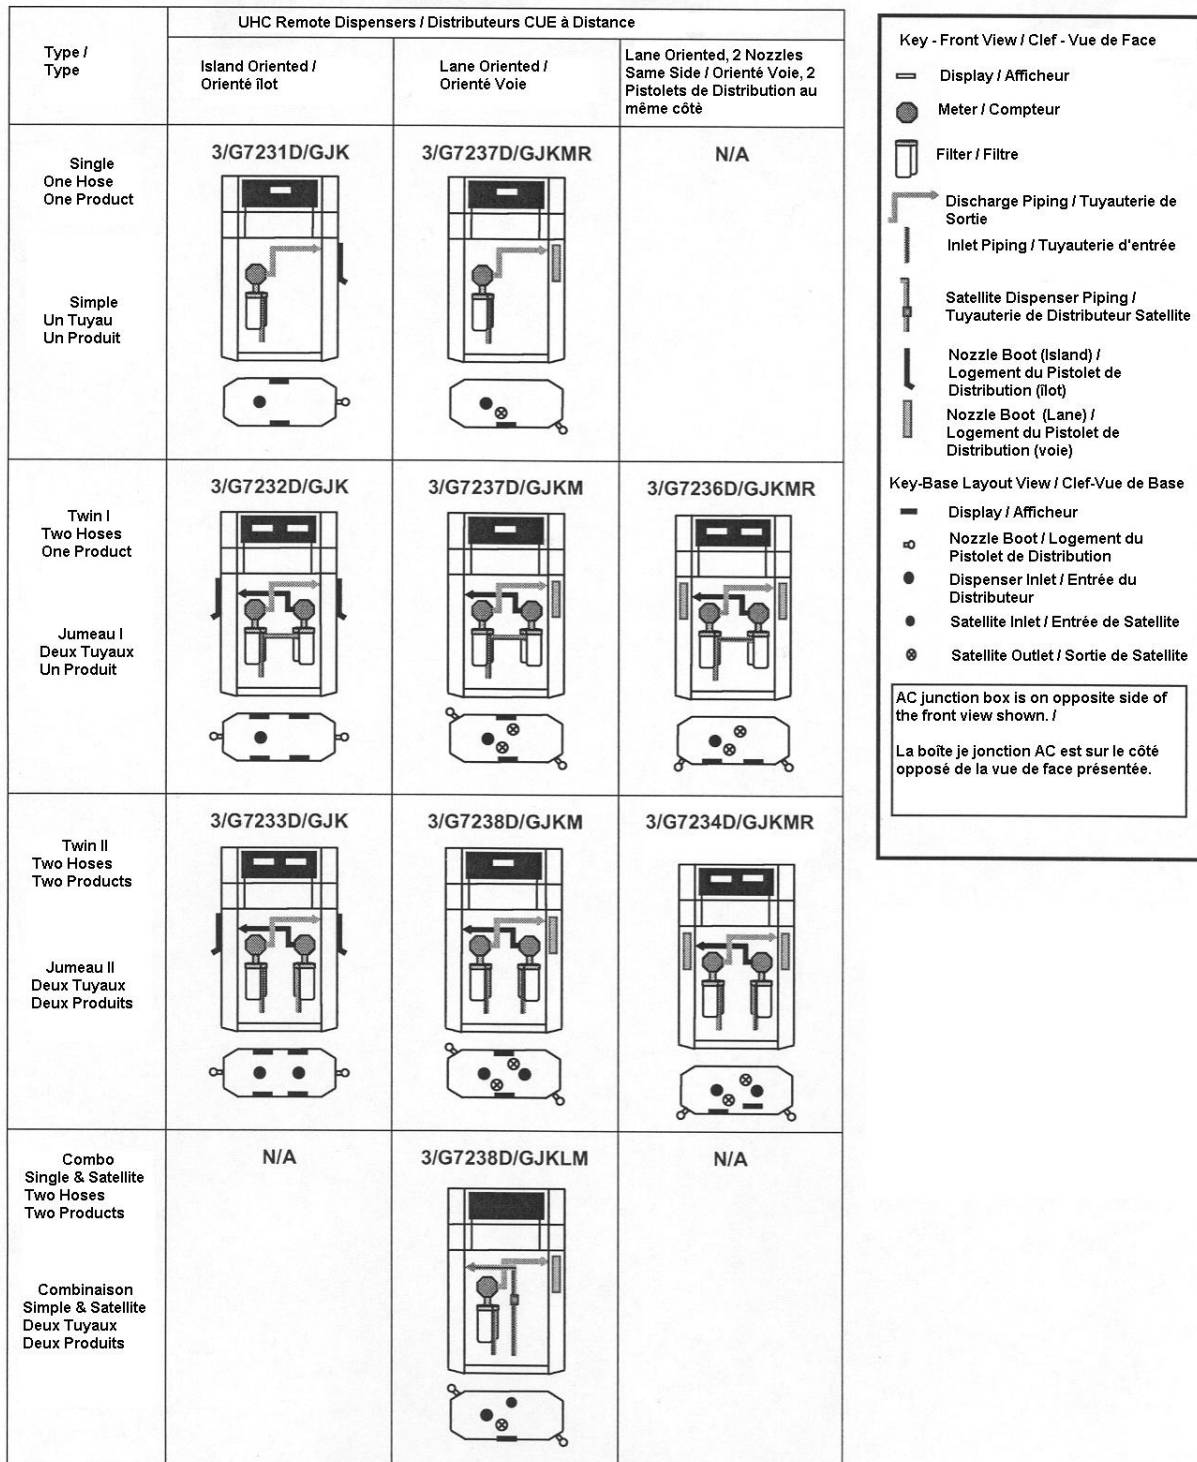 UHC Remote Dispensers / Distributeurs CUE à Distance
Type /
Type
Island Oriented /
Orienté îlot
Lane Oriented /
Orienté Voie
Lane Oriented, 2 Nozzles
Same Side / Orienté Voie, 2
Pistolets de Distribution au
même côtè
Single
One Hose
One Product
Simple
Un Tuyau
Un Produit
3/G7231D/GJK
3/G7237D/GJKMR
N/A
Twin I
Two Hoses
One Product
Jumeau I
Deux Tuyaux
Un Produit
3/G7232D/GJK
3/G7237D/GJKM
3/G7236D/GJKMR
Twin II
Two Hoses
Two Products
Jumeau II
Deux Tuyaux
Deux Produits
3/G7233D/GJK
3/G7238D/GJKM
3/G7234D/GJKMR
Combo
Single & Satellite
Two Hoses
Two Products
Combinaison
Simple & Satellite
Deux Tuyaux
Deux Produits
N/A
3/G7238D/GJKLM
N/A
Key - Front View / Clef - Vue de Face
Display / Afficheur
Meter / Compteur
Filter / Filtre
Discharge Piping / Tuyauterie de
Sortie
Inlet Piping / Tuyauterie d'entrée
Satellite Dispenser Piping /
Tuyauterie de Distributeur Satellite
Nozzle Boot (Island) /
Logement du Pistolet de
Distribution (îlot)
Nozzle Boot (Lane) /
Logement du Pistolet de
Distribution (voie)
Key-Base Layout View / Clef-Vue de Base
Display / Afficheur
Nozzle Boot / Logement du
Pistolet de Distribution
Dispenser Inlet / Entrée du
Distributeur
Satellite Inlet / Entrée de Satellite
Satellite Outlet / Sortie de Satellite
AC junction box is on opposite side of
the front view shown. /
La boîte je jonction AC est sur le côté
opposé de la vue de face présentée.